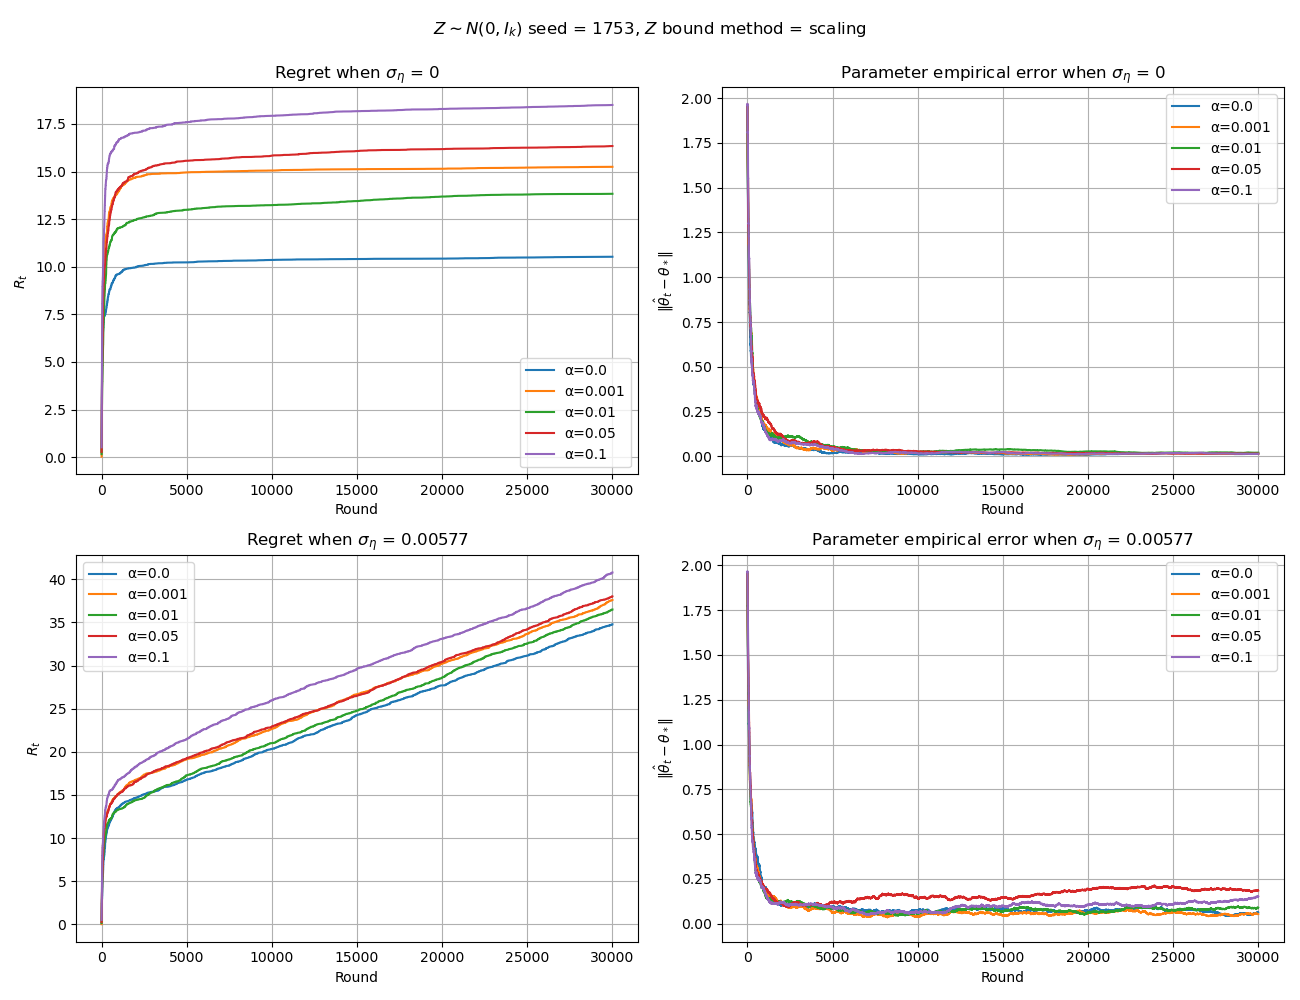 Z ∼ N(0, I_k) seed = 1753, Z bound method = scaling
Regret when σ_η = 0
R_t
17.5
15.0
12.5
10.0
7.5
5.0
2.5
0.0
0 5000 10000 15000 20000 25000 30000
Round
α=0.0
α=0.001
α=0.01
α=0.05
α=0.1
Parameter empirical error when σ_η = 0
‖θ̂_t − θ_*‖
2.00
1.75
1.50
1.25
1.00
0.75
0.50
0.25
0.00
0 5000 10000 15000 20000 25000 30000
Round
α=0.0
α=0.001
α=0.01
α=0.05
α=0.1
Regret when σ_η = 0.00577
R_t
40
35
30
25
20
15
10
5
0
0 5000 10000 15000 20000 25000 30000
Round
α=0.0
α=0.001
α=0.01
α=0.05
α=0.1
Parameter empirical error when σ_η = 0.00577
‖θ̂_t − θ_*‖
2.00
1.75
1.50
1.25
1.00
0.75
0.50
0.25
0.00
0 5000 10000 15000 20000 25000 30000
Round
α=0.0
α=0.001
α=0.01
α=0.05
α=0.1